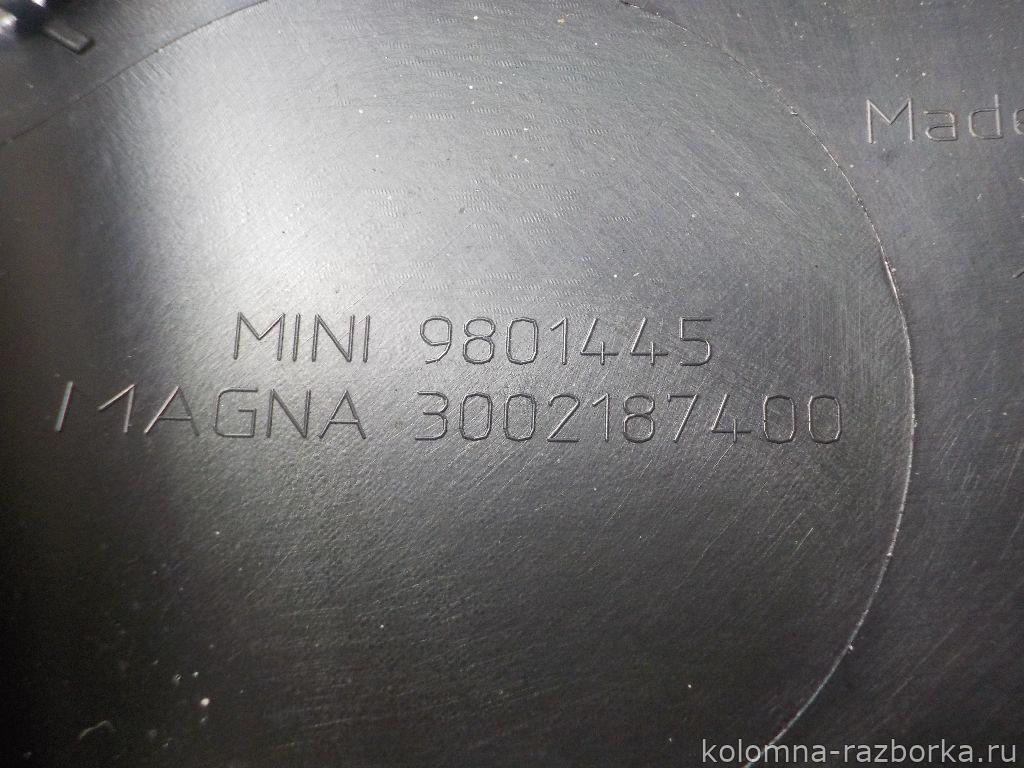 Made
MINI 9801445
MAGNA 3002187400
kolomna-razborka.ru